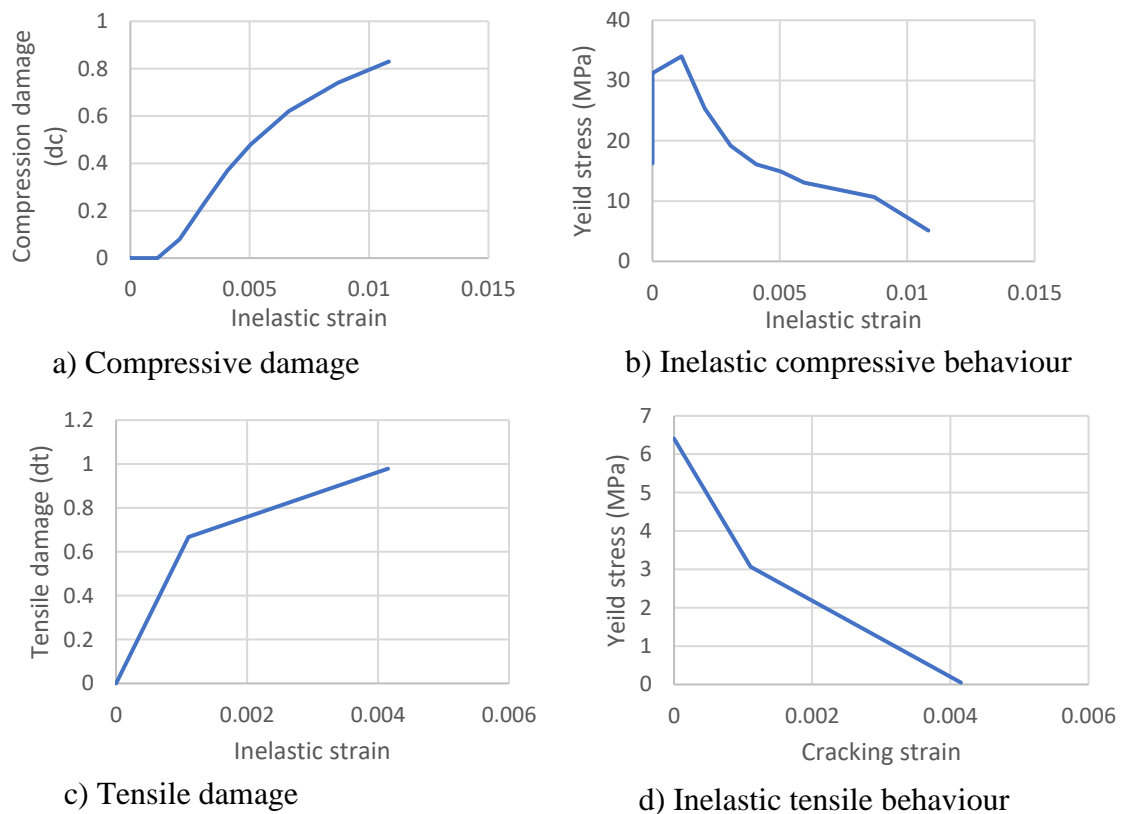 Compression damage
(dc)
1
0.8
0.6
0.4
0.2
0
0 0.005 0.01 0.015
Inelastic strain
a) Compressive damage
Yeild stress (MPa)
40
30
20
10
0
0 0.005 0.01 0.015
Inelastic strain
b) Inelastic compressive behaviour
Tensile damage (dt)
1.2
1
0.8
0.6
0.4
0.2
0
0 0.002 0.004 0.006
Inelastic strain
c) Tensile damage
Yeild stress (MPa)
7
6
5
4
3
2
1
0
0 0.002 0.004 0.006
Cracking strain
d) Inelastic tensile behaviour